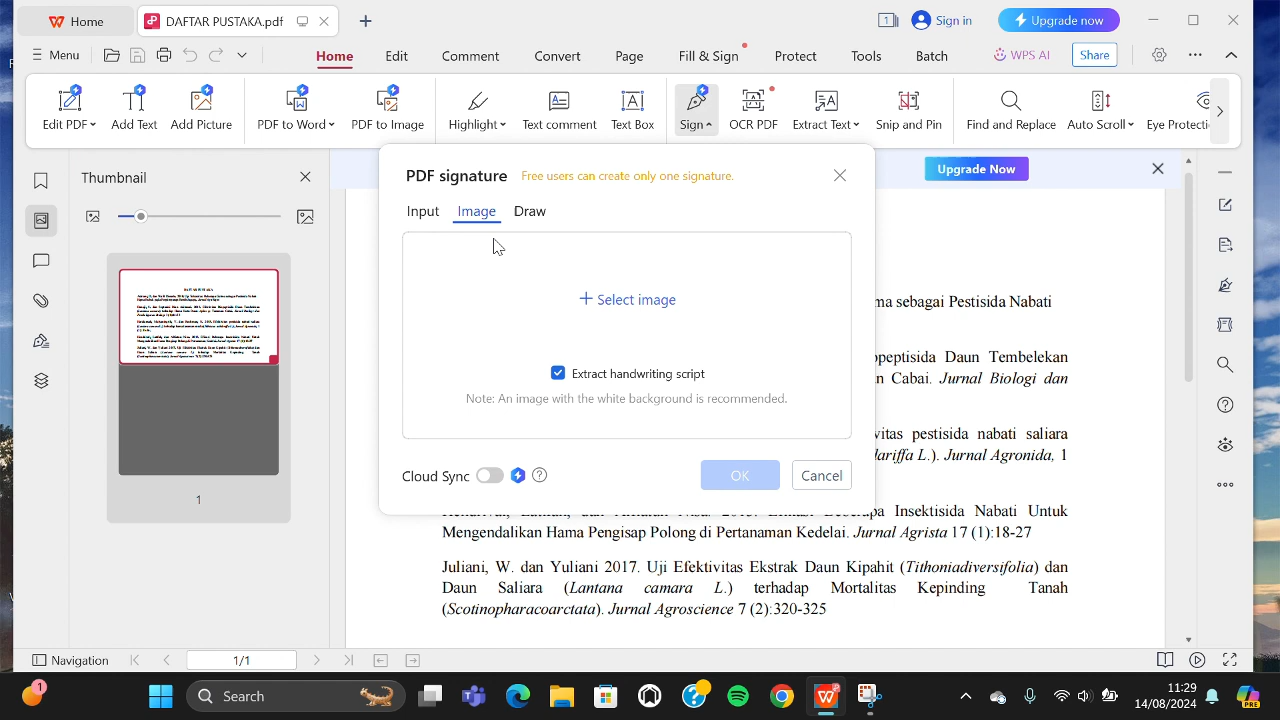 Home
DAFTAR PUSTAKA.pdf
1
Sign in
Upgrade now
Menu
Home
Edit
Comment
Convert
Page
Fill & Sign
Protect
Tools
Batch
WPS AI
Share
Edit PDF
Add Text
Add Picture
PDF to Word
PDF to Image
Highlight
Text comment
Text Box
Sign
OCR PDF
Extract Text
Snip and Pin
Find and Replace
Auto Scroll
Eye Protecti
Thumbnail
Upgrade Now
PDF signature
Free users can create only one signature.
Input
Image
Draw
+ Select image
Extract handwriting script
Note: An image with the white background is recommended.
Cloud Sync
OK
Cancel
DAFTAR PUSTAKA
1
ma sebagai Pestisida Nabati
opeptisida Daun Tembelekan
n Cabai. Jurnal Biologi dan
vitas pestisida nabati saliara
dariffa L.). Jurnal Agronida, 1
Insektisida Nabati Untuk
Mengendalikan Hama Pengisap Polong di Pertanaman Kedelai. Jurnal Agrista 17 (1):18-27
Juliani, W. dan Yuliani 2017. Uji Efektivitas Ekstrak Daun Kipahit (Tithoniadiversifolia) dan
Daun Saliara (Lantana camara L.) terhadap Mortalitas Kepinding Tanah
(Scotinopharacoarctata). Jurnal Agroscience 7 (2):320-325
Navigation
1/1
1
Search
11:29
14/08/2024
PRE